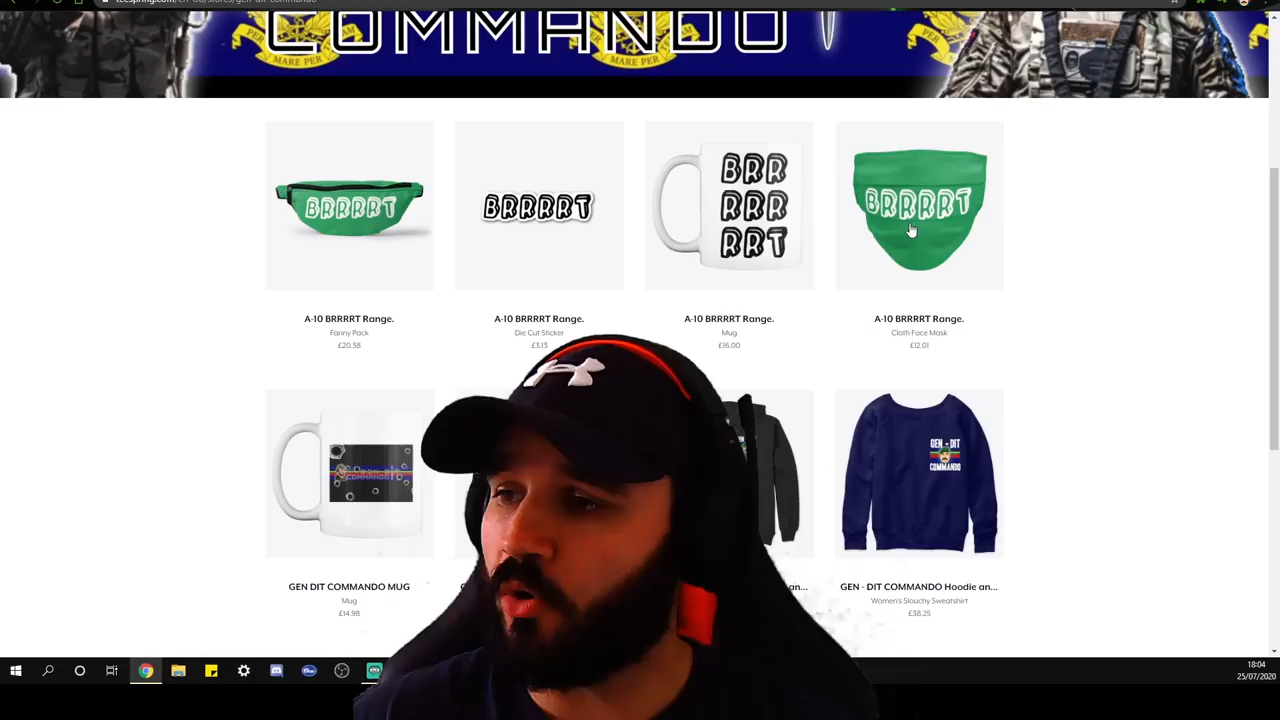 COMMANDO
PER MARE PER
BRRRRT
BRRRRT
BRR
RRR
RRT
BRRRRT
A-10 BRRRRT Range.
A-10 BRRRRT Range.
A-10 BRRRRT Range.
A-10 BRRRRT Range.
Fanny Pack
Die Cut Sticker
Mug
Cloth Face Mask
£20.38
£3.13
£16.00
£12.01
GEN - DIT
COMMANDO
GEN DIT COMMANDO MUG
an...
GEN - DIT COMMANDO Hoodie an...
Mug
Women's Slouchy Sweatshirt
£14.98
£38.25
18:04
25/07/2020